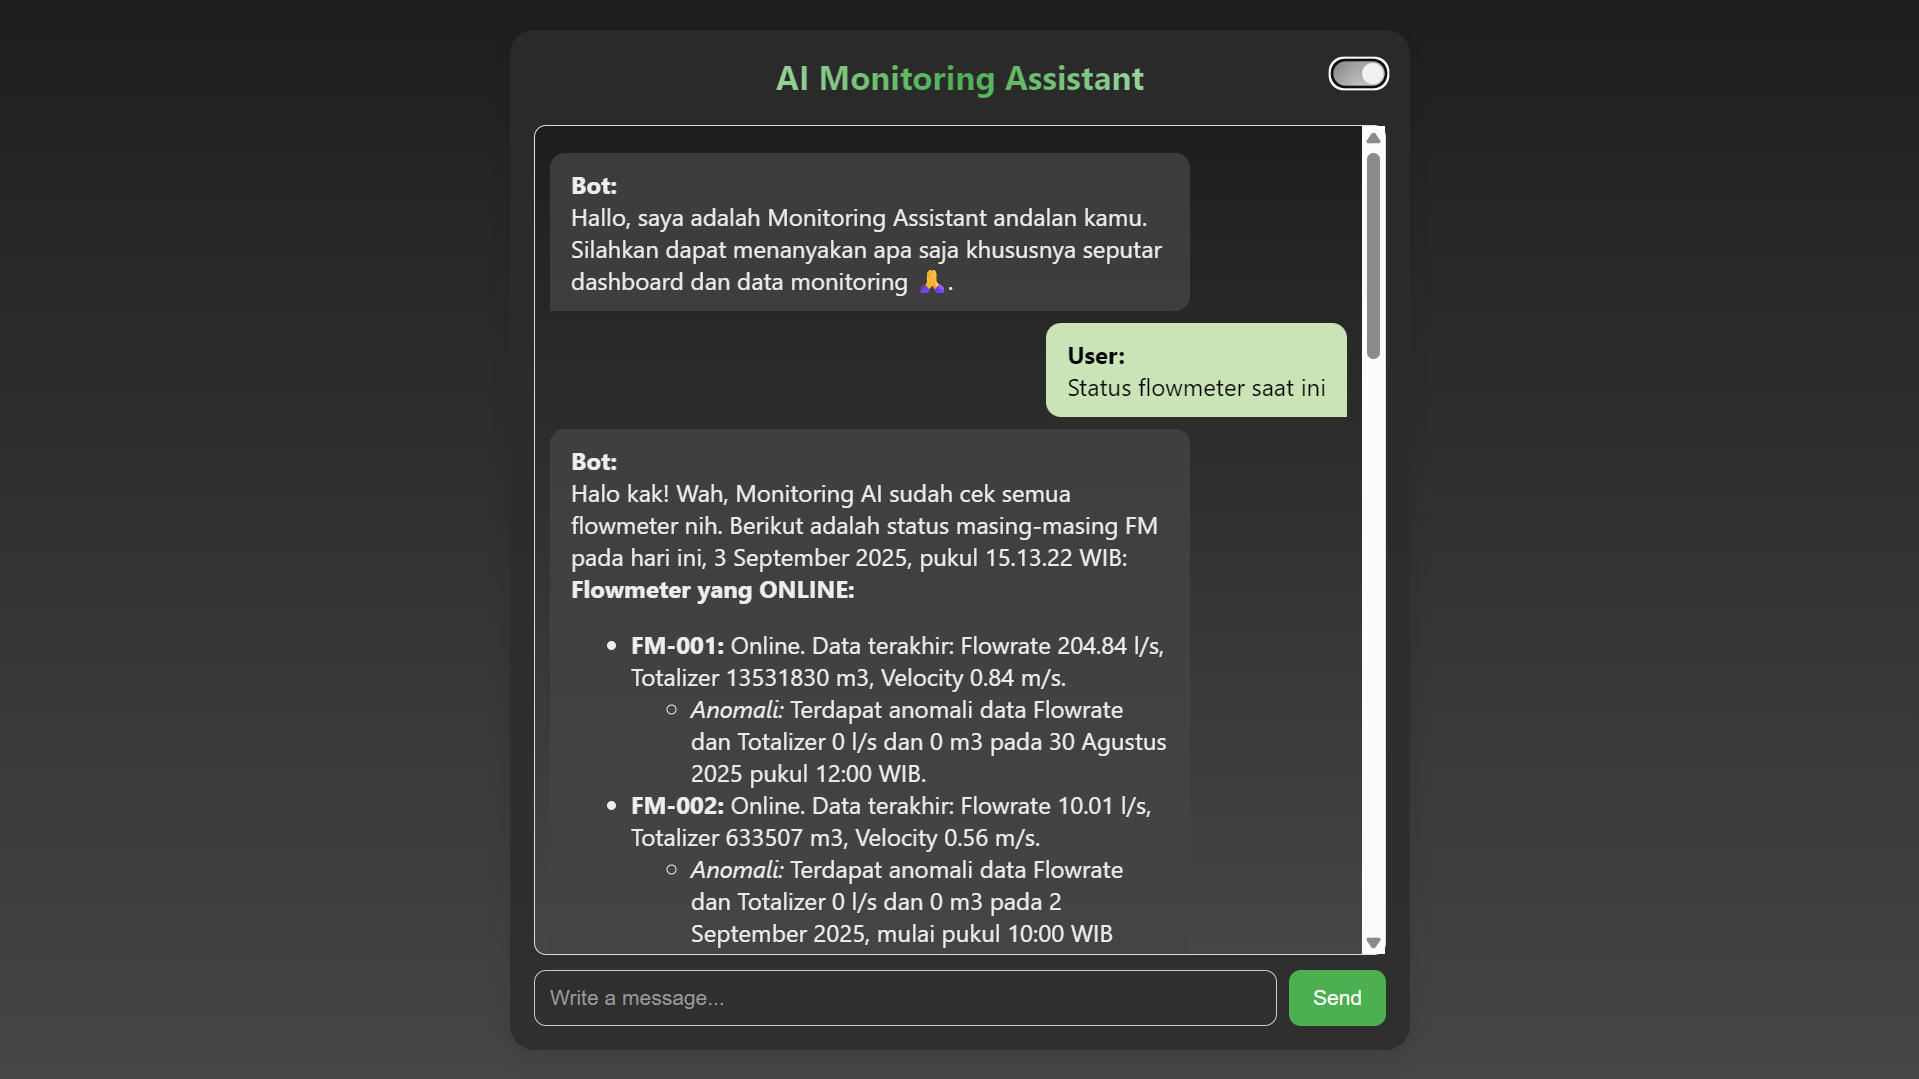 AI Monitoring Assistant
Bot:
Hallo, saya adalah Monitoring Assistant andalan kamu.
Silahkan dapat menanyakan apa saja khususnya seputar
dashboard dan data monitoring 🙏.
User:
Status flowmeter saat ini
Bot:
Halo kak! Wah, Monitoring AI sudah cek semua
flowmeter nih. Berikut adalah status masing-masing FM
pada hari ini, 3 September 2025, pukul 15.13.22 WIB:
Flowmeter yang ONLINE:
• FM-001: Online. Data terakhir: Flowrate 204.84 l/s,
Totalizer 13531830 m3, Velocity 0.84 m/s.
○ Anomali: Terdapat anomali data Flowrate
dan Totalizer 0 l/s dan 0 m3 pada 30 Agustus
2025 pukul 12:00 WIB.
• FM-002: Online. Data terakhir: Flowrate 10.01 l/s,
Totalizer 633507 m3, Velocity 0.56 m/s.
○ Anomali: Terdapat anomali data Flowrate
dan Totalizer 0 l/s dan 0 m3 pada 2
September 2025, mulai pukul 10:00 WIB
Write a message...
Send